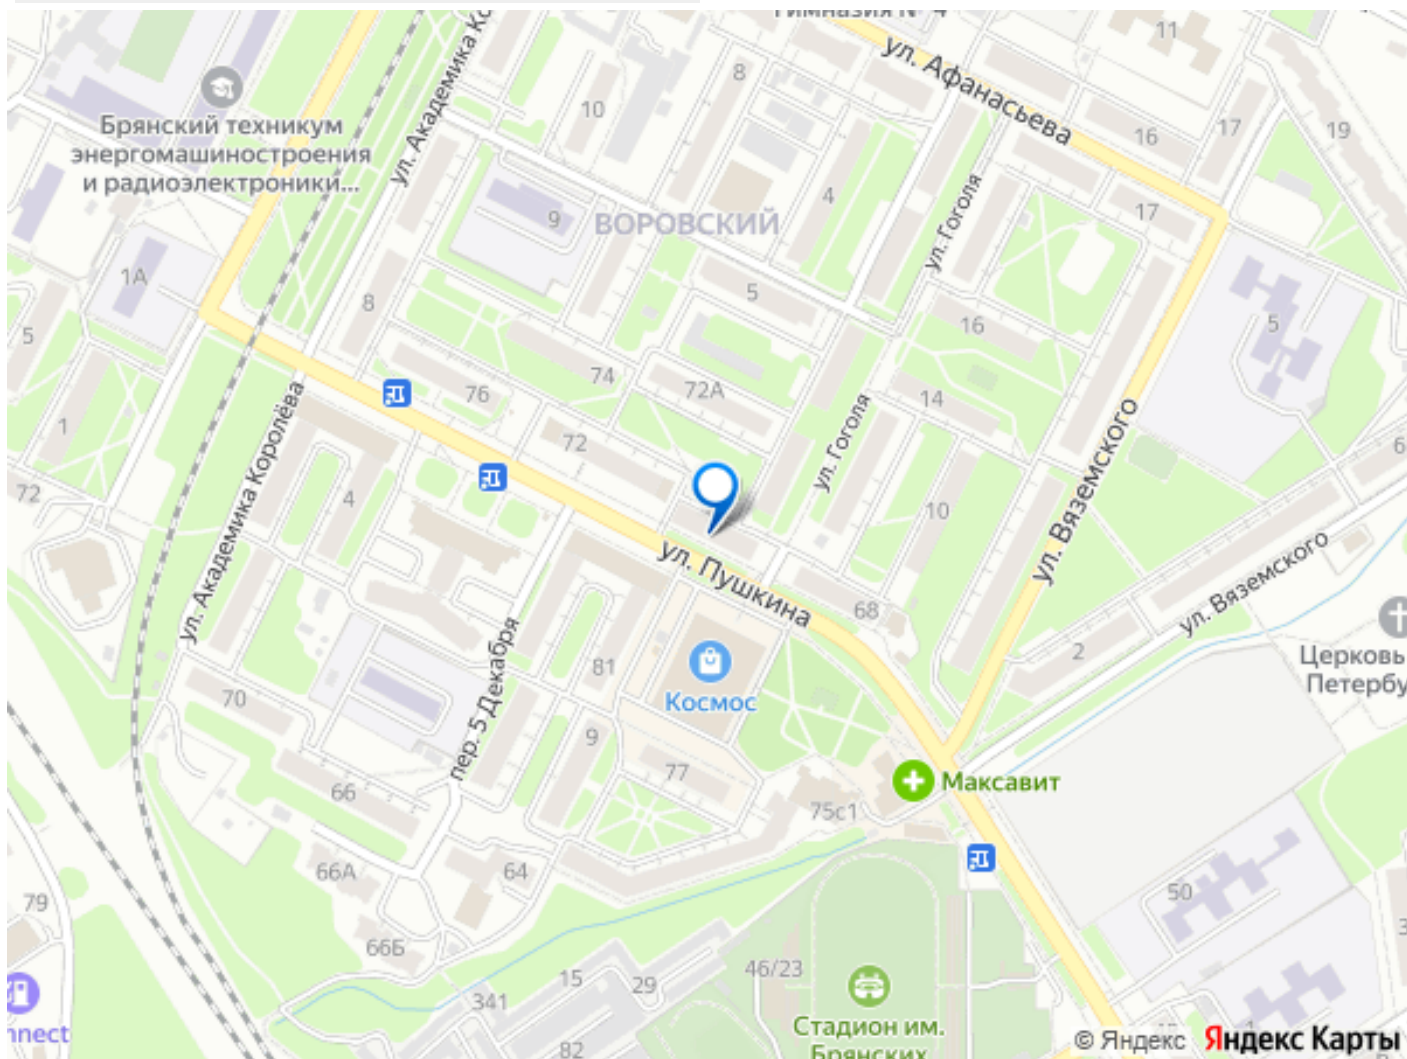 Гимназия № 4
11
ул. Афанасьева
8
10
16
17
19
Брянский техникум
энергомашиностроения
и радиоэлектроники...
ул. Академика Ко
9
ВОРОВСКИЙ
4
ул. Гоголя
17
1А
8
5
16
5
5
76
74
72А
14
1
ул. Гоголя
72
72
4
10
ул. Вяземского
6
ул. Академика Королёва
ул. Пушкина
68
ул. Вяземского
2
Церковь
Петербу
пер. 5 Декабря
81
Космос
70
9
77
66
75с1
Максавит
66А
64
79
66Б
50
3
15
29
46/23
341
nnect
82
Стадион им.
Брянских
1
© Яндекс Яндекс Карты